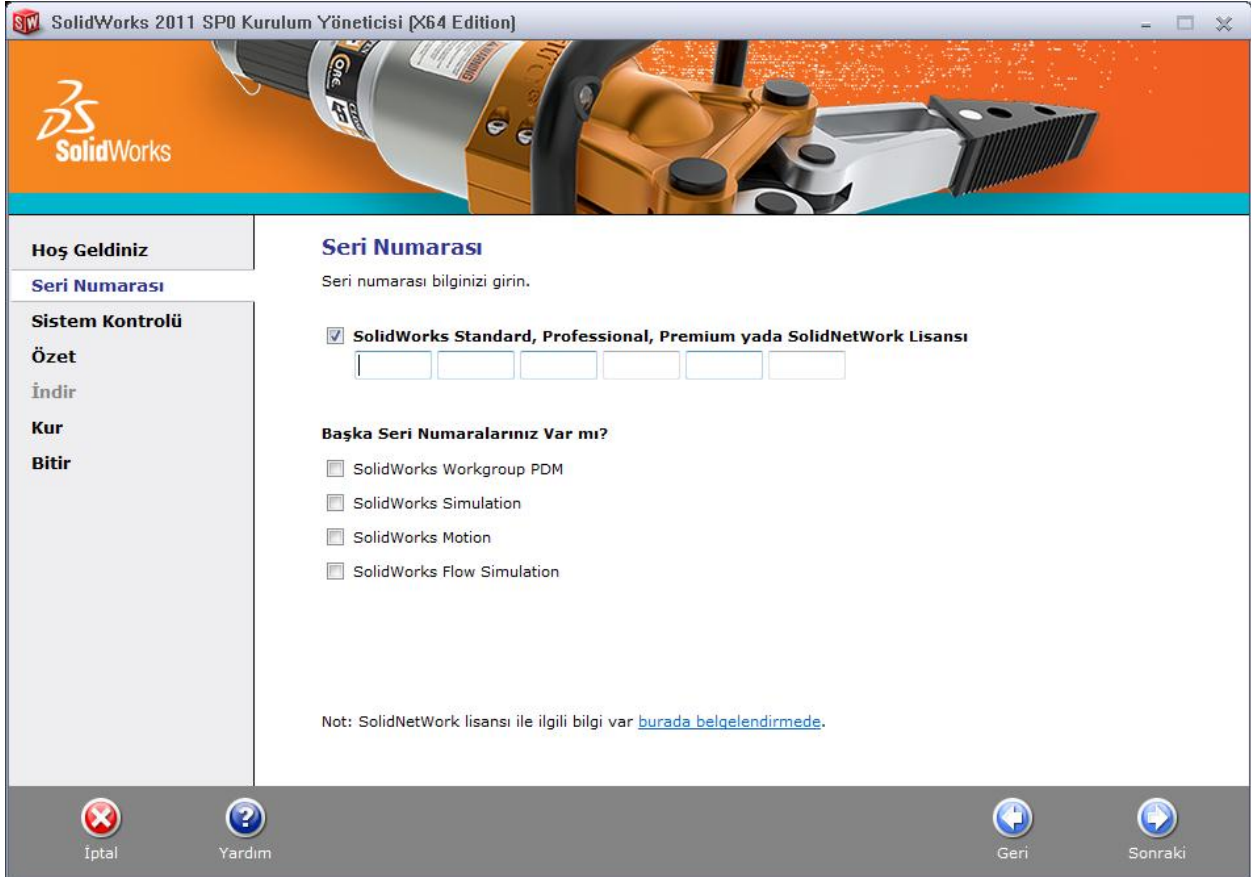 SolidWorks 2011 SP0 Kurulum Yöneticisi (X64 Edition)
SolidWorks
Hoş Geldiniz
Seri Numarası
Sistem Kontrolü
Özet
İndir
Kur
Bitir
Seri Numarası
Seri numarası bilginizi girin.
SolidWorks Standard, Professional, Premium yada SolidNetWork Lisansı
Başka Seri Numaralarınız Var mı?
SolidWorks Workgroup PDM
SolidWorks Simulation
SolidWorks Motion
SolidWorks Flow Simulation
Not: SolidNetWork lisansı ile ilgili bilgi var burada belgelendirmede.
İptal
Yardım
Geri
Sonraki